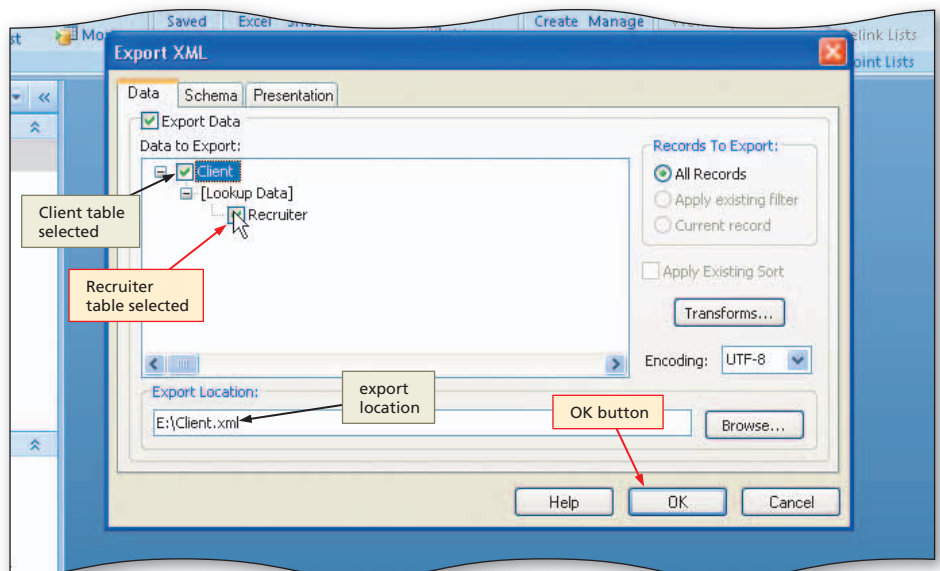 Saved Excel Create Manage
st Mo elink Lists
Export XML
oint Lists
Data Schema Presentation
Export Data
Data to Export:
Records To Export:
Client
All Records
[Lookup Data]
Apply existing filter
Client table
selected
Recruiter
Current record
Apply Existing Sort
Recruiter
table selected
Transforms...
Encoding: UTF-8
Export Location:
export
location
OK button
E:\Client.xml
Browse...
Help OK Cancel